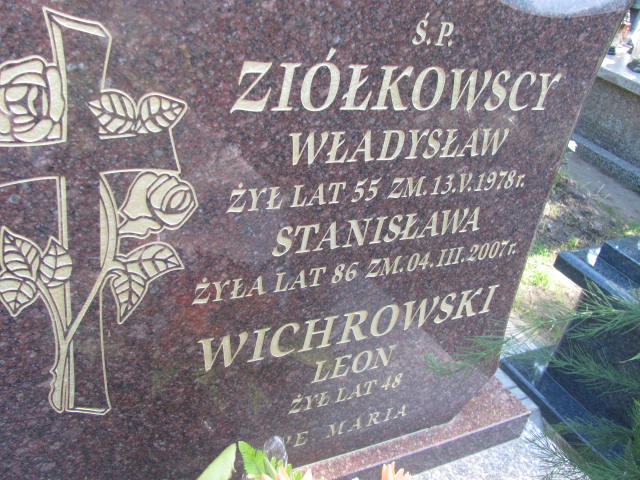 Ś.P.
ZIÓŁKOWSCY
WŁADYSŁAW
ŻYŁ LAT 55 ZM. 13.V.1978r.
STANISŁAWA
ŻYŁA LAT 86 ZM. 04.III.2007r.
WICHROWSKI
LEON
ŻYŁ LAT 48
MARIA